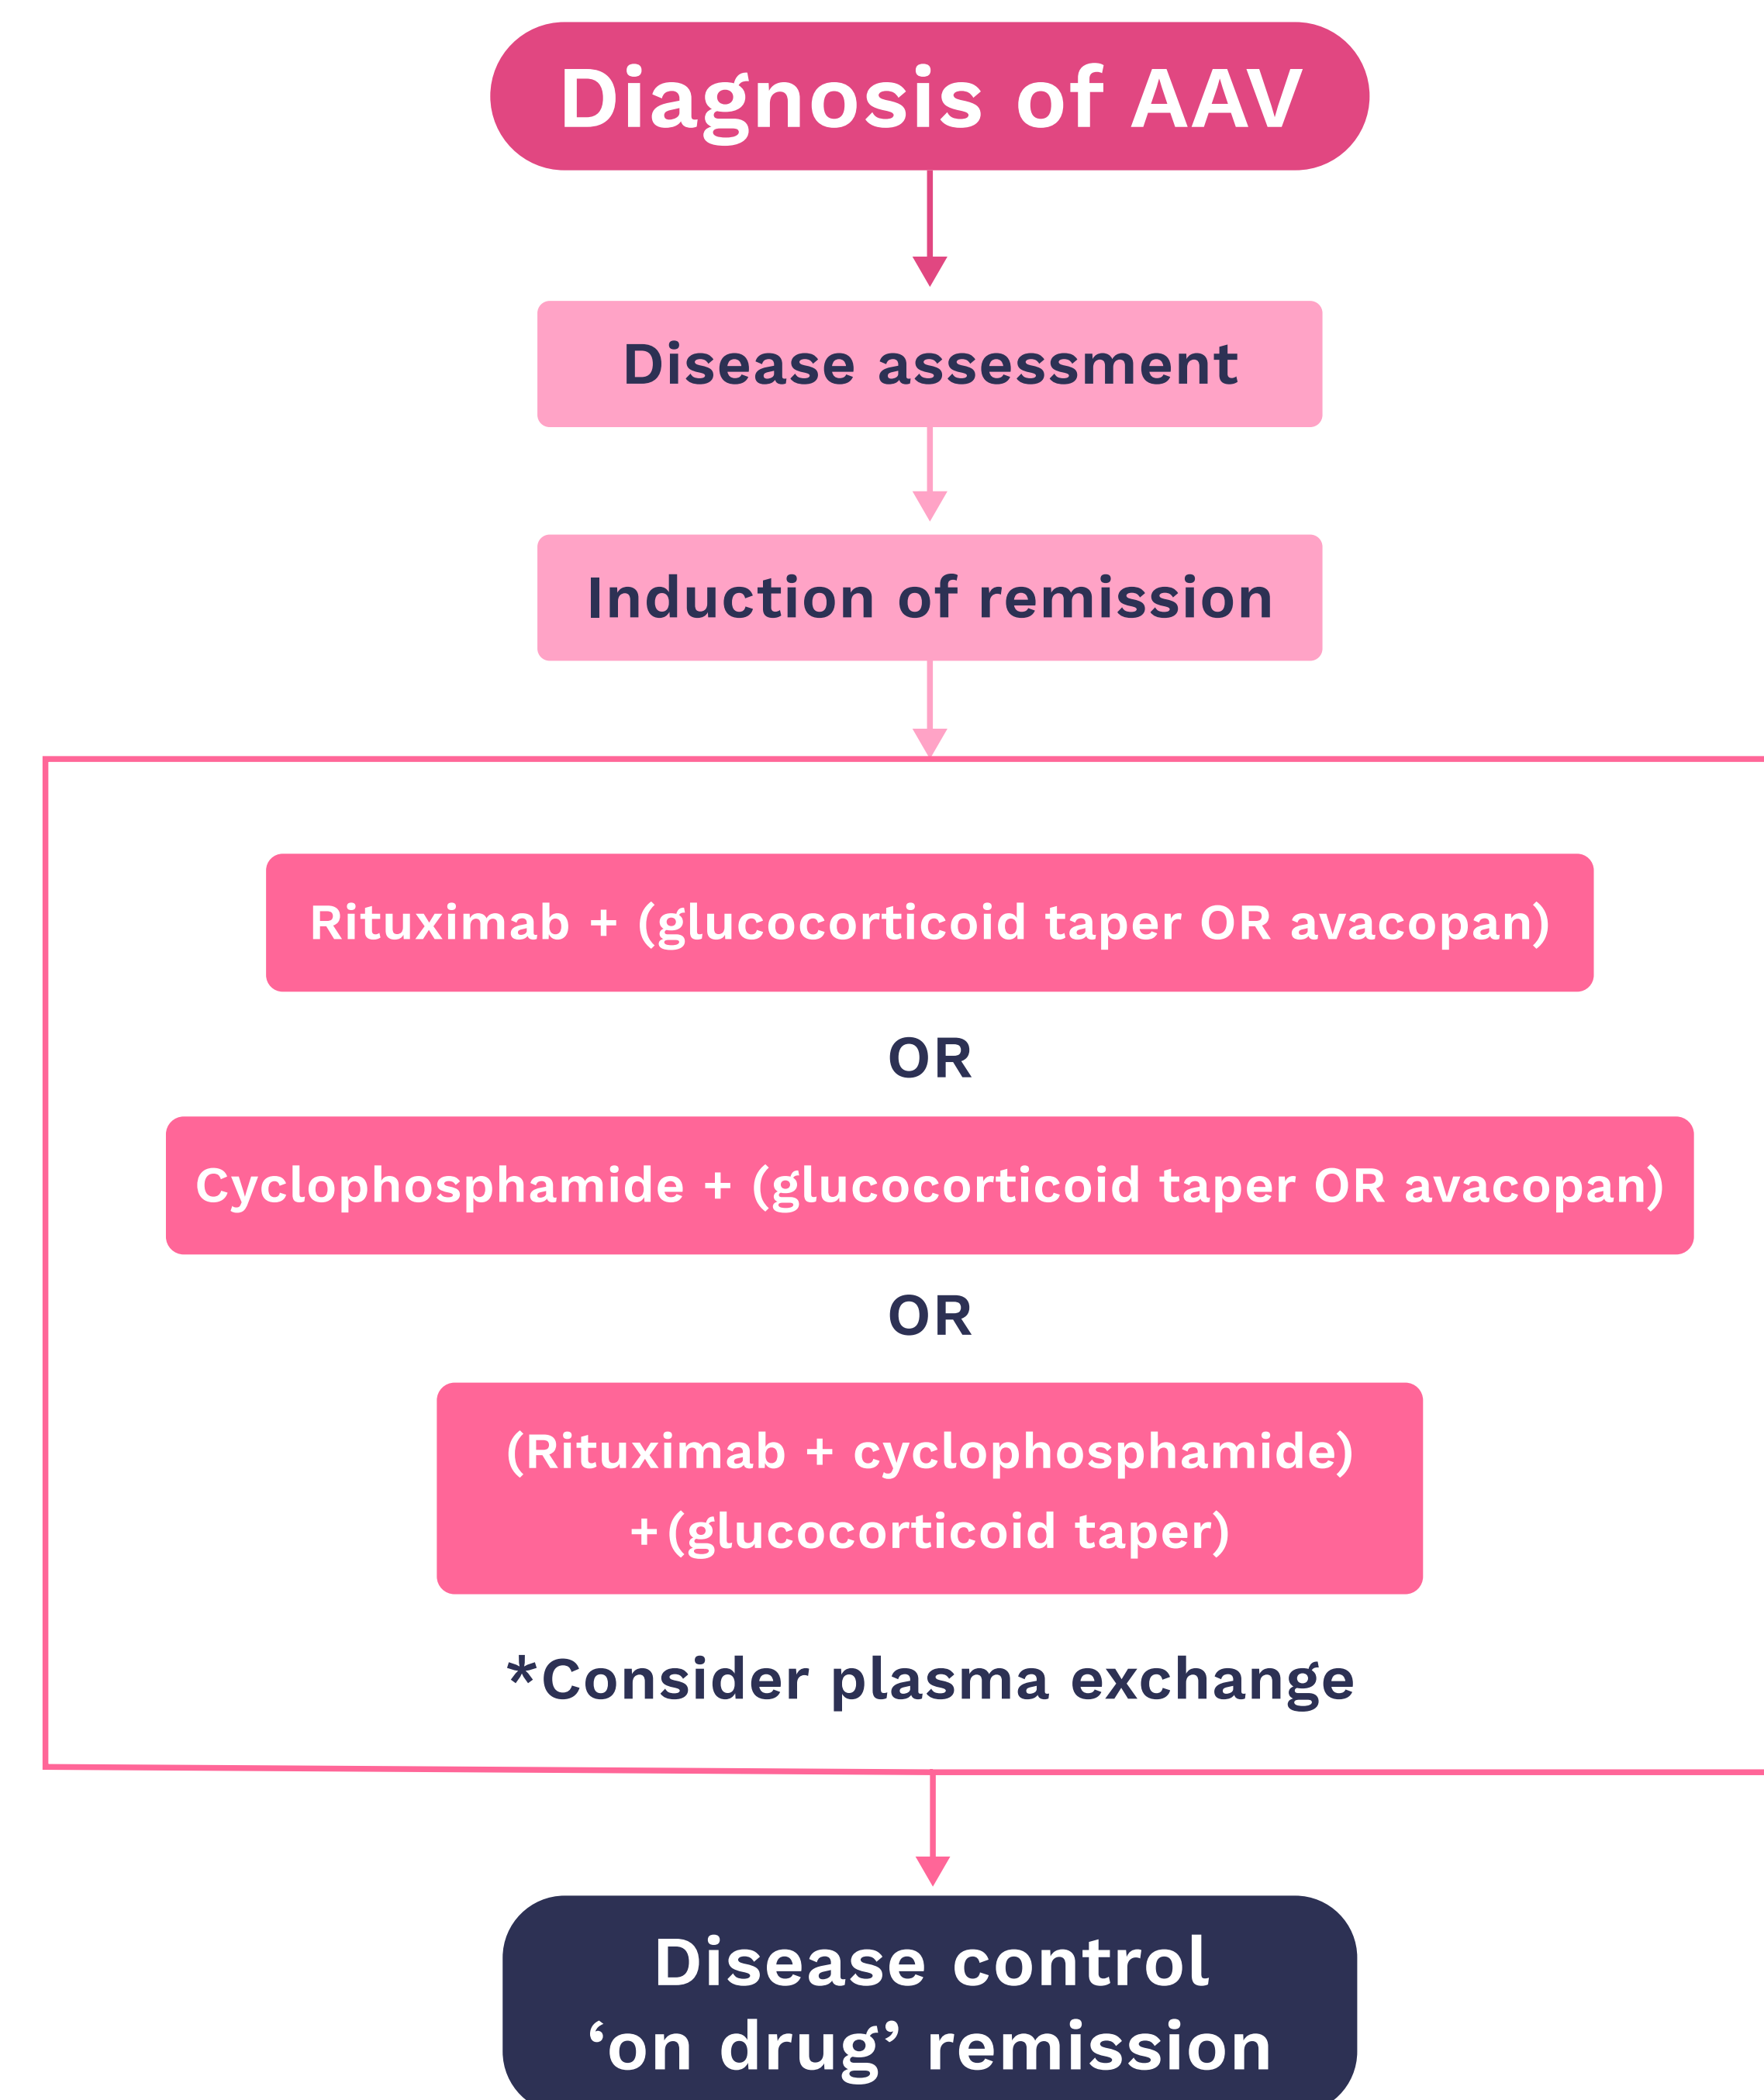 Diagnosis of AAV
Disease assessment
Induction of remission
Rituximab + (glucocorticoid taper OR avacopan)
OR
Cyclophosphamide + (glucocorticoid taper OR avacopan)
OR
(Rituximab + cyclophosphamide)
+(glucocorticoid taper)
*Consider plasma exchange
Disease control
‘on drug’ remission